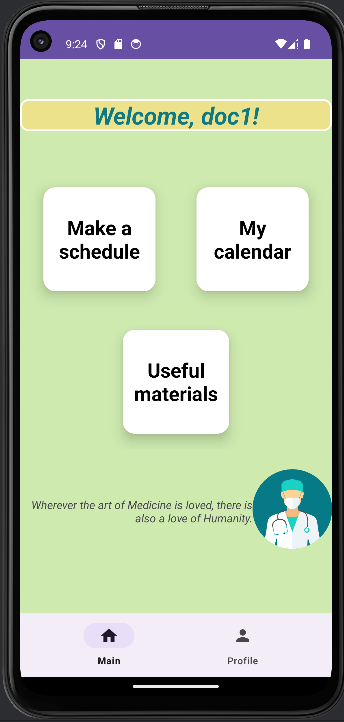 9:24
Welcome, doc1!
Make a
schedule
My
calendar
Useful
materials
Wherever the art of Medicine is loved, there is
also a love of Humanity.
Main
Profile